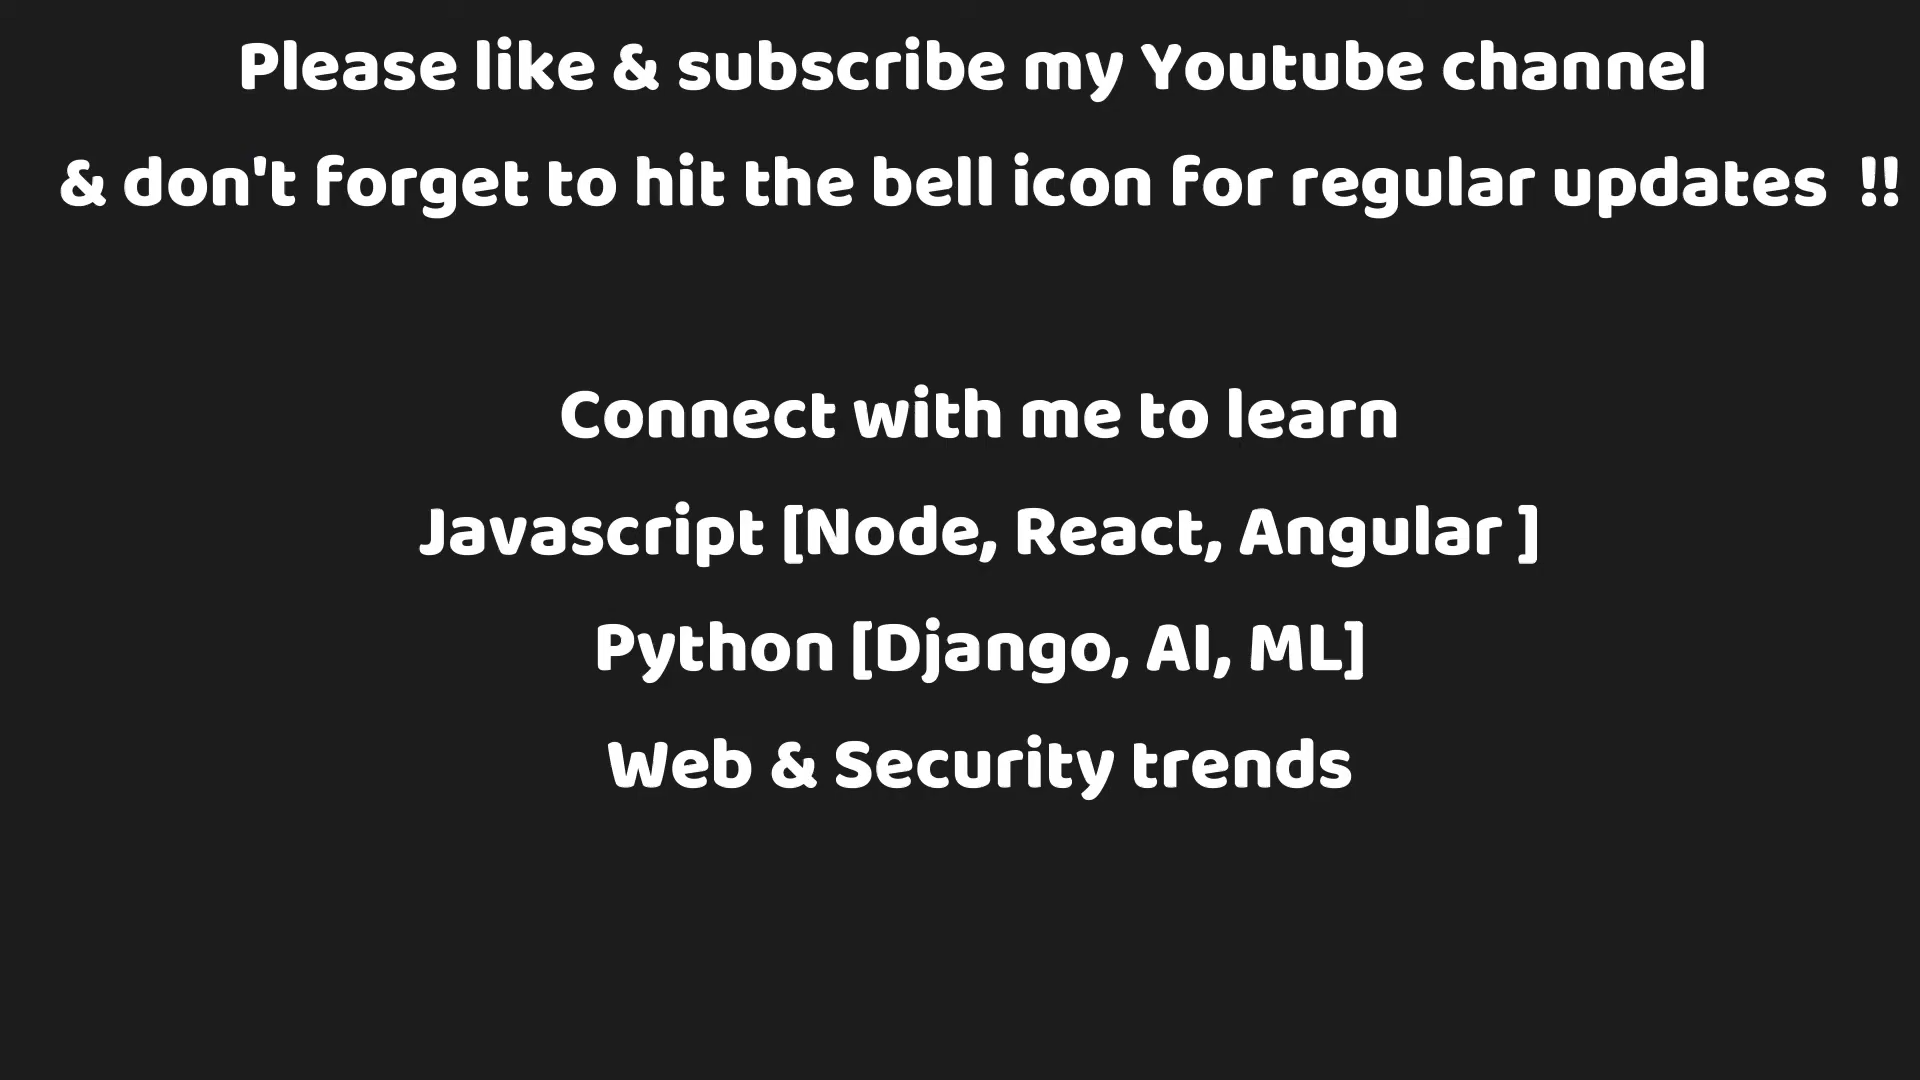 Please like & subscribe my Youtube channel
& don't forget to hit the bell icon for regular updates !!
Connect with me to learn
Javascript [Node, React, Angular ]
Python [Django, AI, ML]
Web & Security trends